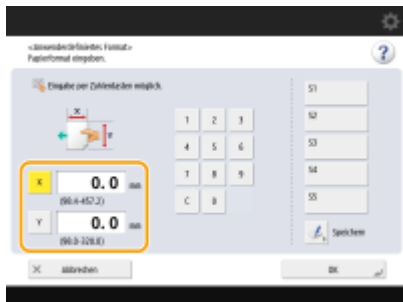 <Anwenderdefiniertes Format>
Papierformat eingeben.
?
Eingabe per Zahlentasten möglich.
X
Y
1 2 3
4 5 6
7 8 9
C 0
X 0. 0 mm
(98.4-457.2)
Y 0. 0 mm
(98.0-320.0)
S1
S2
S3
S4
S5
Speichern
Abbrechen
OK